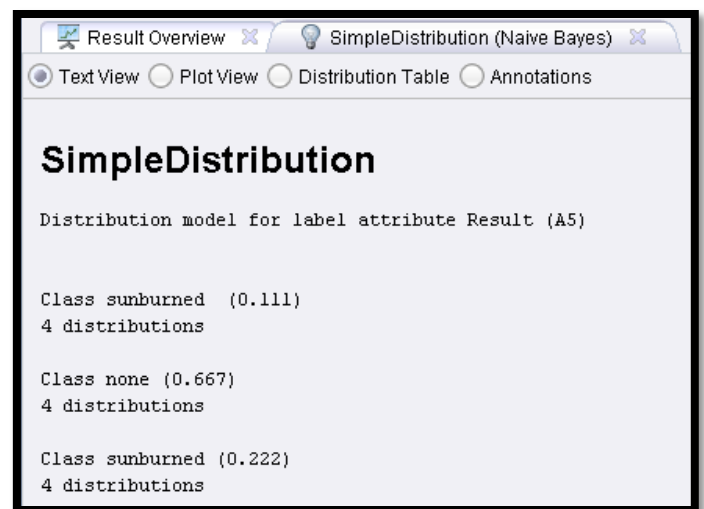 Result Overview SimpleDistribution (Naive Bayes)
Text View Plot View Distribution Table Annotations
SimpleDistribution
Distribution model for label attribute Result (A5)
Class sunburned  (0.111)
4 distributions
Class none (0.667)
4 distributions
Class sunburned (0.222)
4 distributions